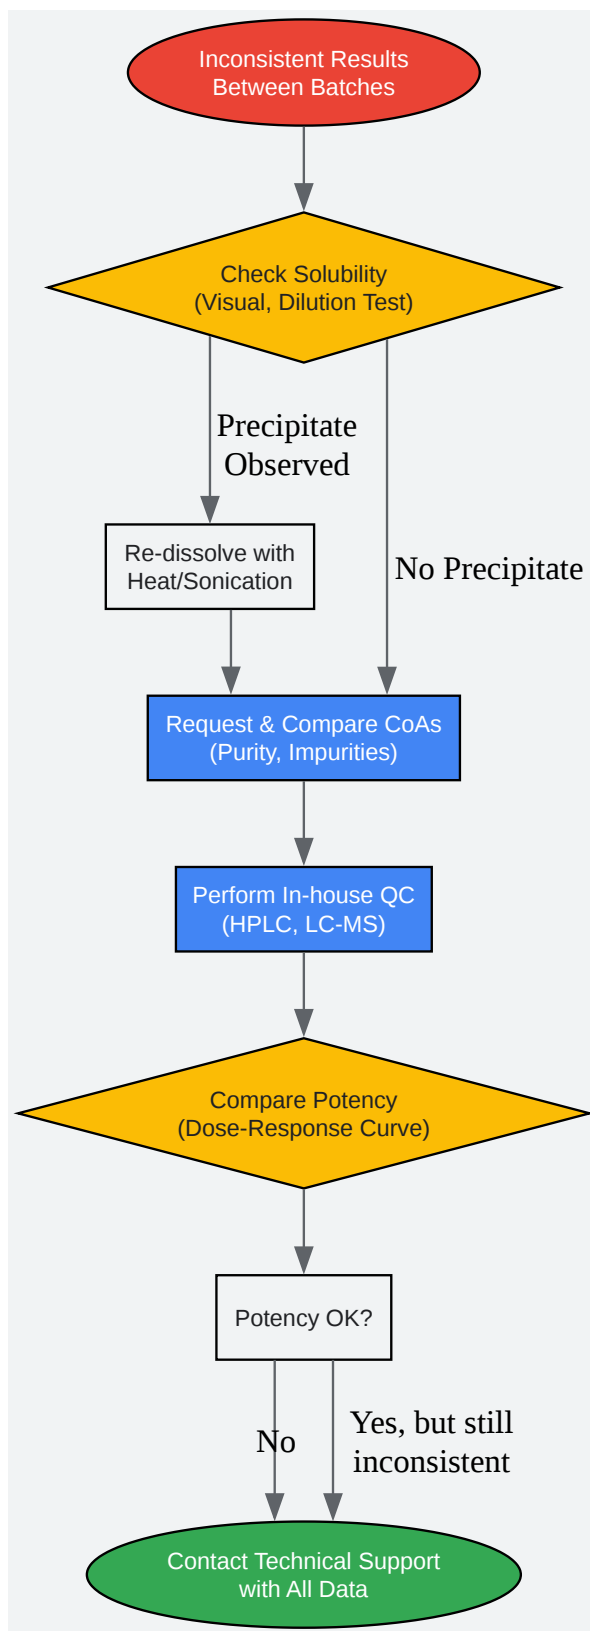 Inconsistent Results
Between Batches
Check Solubility
(Visual, Dilution Test)
Precipitate
Observed
Re-dissolve with
Heat/Sonication
No Precipitate
Request & Compare CoAs
(Purity, Impurities)
Perform In-house QC
(HPLC, LC-MS)
Compare Potency
(Dose-Response Curve)
Potency OK?
No
Yes, but still
inconsistent
Contact Technical Support
with All Data